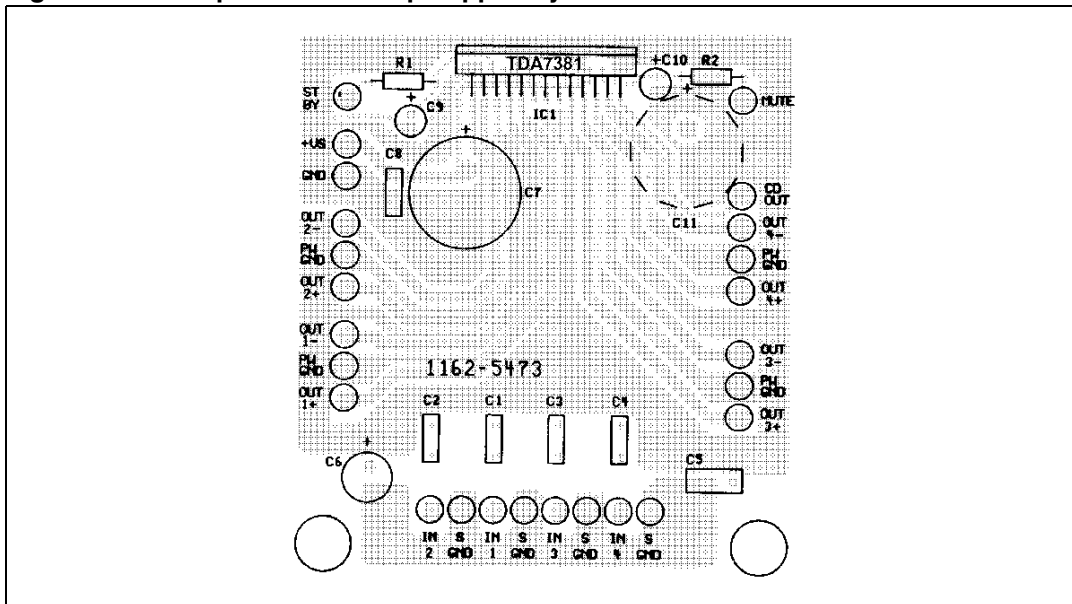 TDA7381
+C10
R2
R1
+
+
ST
BY
C9
MUTE
IC1
+VS
+
C8
GND
C7
CD
OUT
OUT
2-
C11
OUT
4-
PW
GND
PW
GND
OUT
2+
OUT
4+
OUT
1-
OUT
3-
PW
GND
1162-5473
PW
GND
OUT
1+
C2
C1
C3
C4
OUT
3+
+
C6
C5
IN
2
S
GND
IN
1
S
GND
IN
3
S
GND
IN
4
S
GND